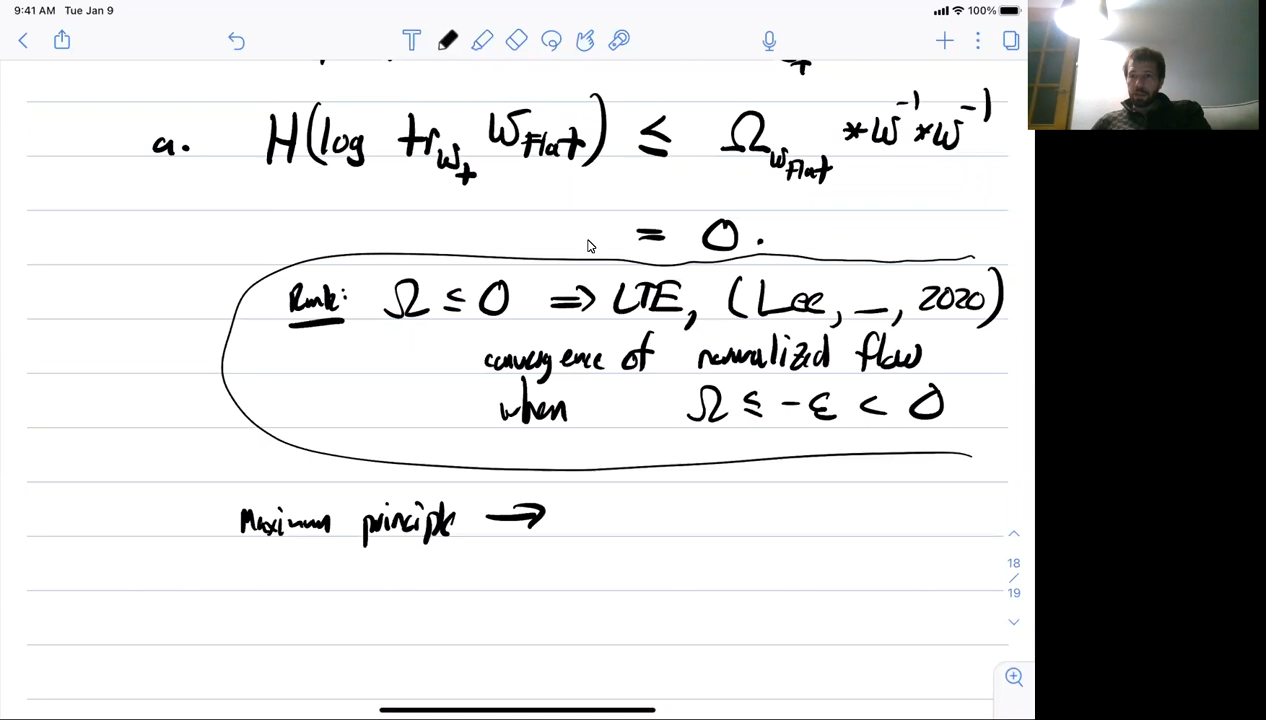 9:41 AM Tue Jan 9
100%
a. H(log tr_{ω_t} ω_{Flat}) ≤ Ω_{ω_{Flat}} * ω^{-1} * ω^{-1}
= 0.
Rmk: Ω ≤ 0 ⇒ LTE, (Lee, _, 2020)
convergence of normalized flow
when Ω ≤ -ε < 0
Maximum principle →
18
/
19